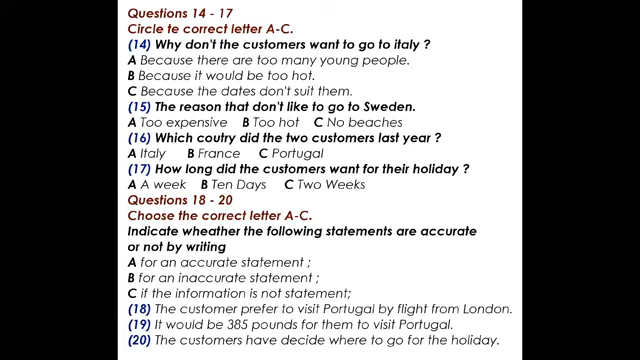 Questions 14 - 17
Circle te correct letter A-C.
(14) Why don't the customers want to go to italy ?
A Because there are too many young people.
B Because it would be too hot.
C Because the dates don't suit them.
(15) The reason that don't like to go to Sweden.
A Too expensive B Too hot C No beaches
(16) Which coutry did the two customers last year ?
A Italy B France C Portugal
(17) How long did the customers want for their holiday ?
A A week B Ten Days C Two Weeks
Questions 18 - 20
Choose the correct letter A-C.
Indicate wheather the following statements are accurate
or not by writing
A for an accurate statement ;
B for an inaccurate statement ;
C if the information is not statement;
(18) The customer prefer to visit Portugal by flight from London.
(19) It would be 385 pounds for them to visit Portugal.
(20) The customers have decide where to go for the holiday.